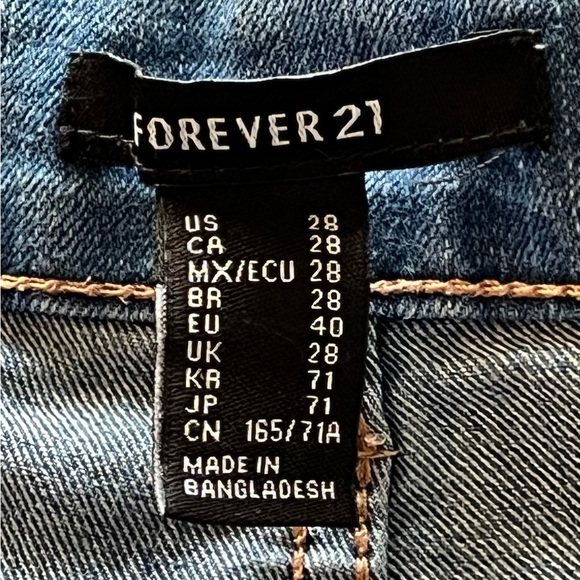 FOREVER 21
US 28
CA 28
MX/ECU 28
BR 28
EU 40
UK 28
KR 71
JP 71
CN 165/71A
MADE IN
BANGLADESH